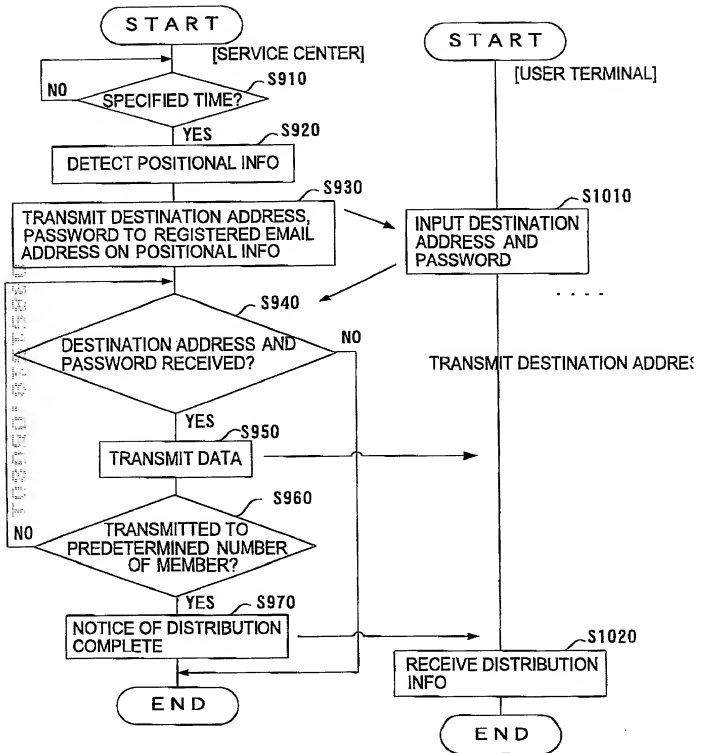 START
[SERVICE CENTER]
NO
S910
SPECIFIED TIME?
YES
S920
DETECT POSITIONAL INFO
S930
TRANSMIT DESTINATION ADDRESS,
PASSWORD TO REGISTERED EMAIL
ADDRESS ON POSITIONAL INFO
S940
DESTINATION ADDRESS AND
PASSWORD RECEIVED?
NO
YES
S950
TRANSMIT DATA
S960
NO
TRANSMITTED TO
PREDETERMINED NUMBER
OF MEMBER?
YES
S970
NOTICE OF DISTRIBUTION
COMPLETE
END
START
[USER TERMINAL]
S1010
INPUT DESTINATION
ADDRESS AND
PASSWORD
. . . .
TRANSMIT DESTINATION ADDRES
S1020
RECEIVE DISTRIBUTION
INFO
END